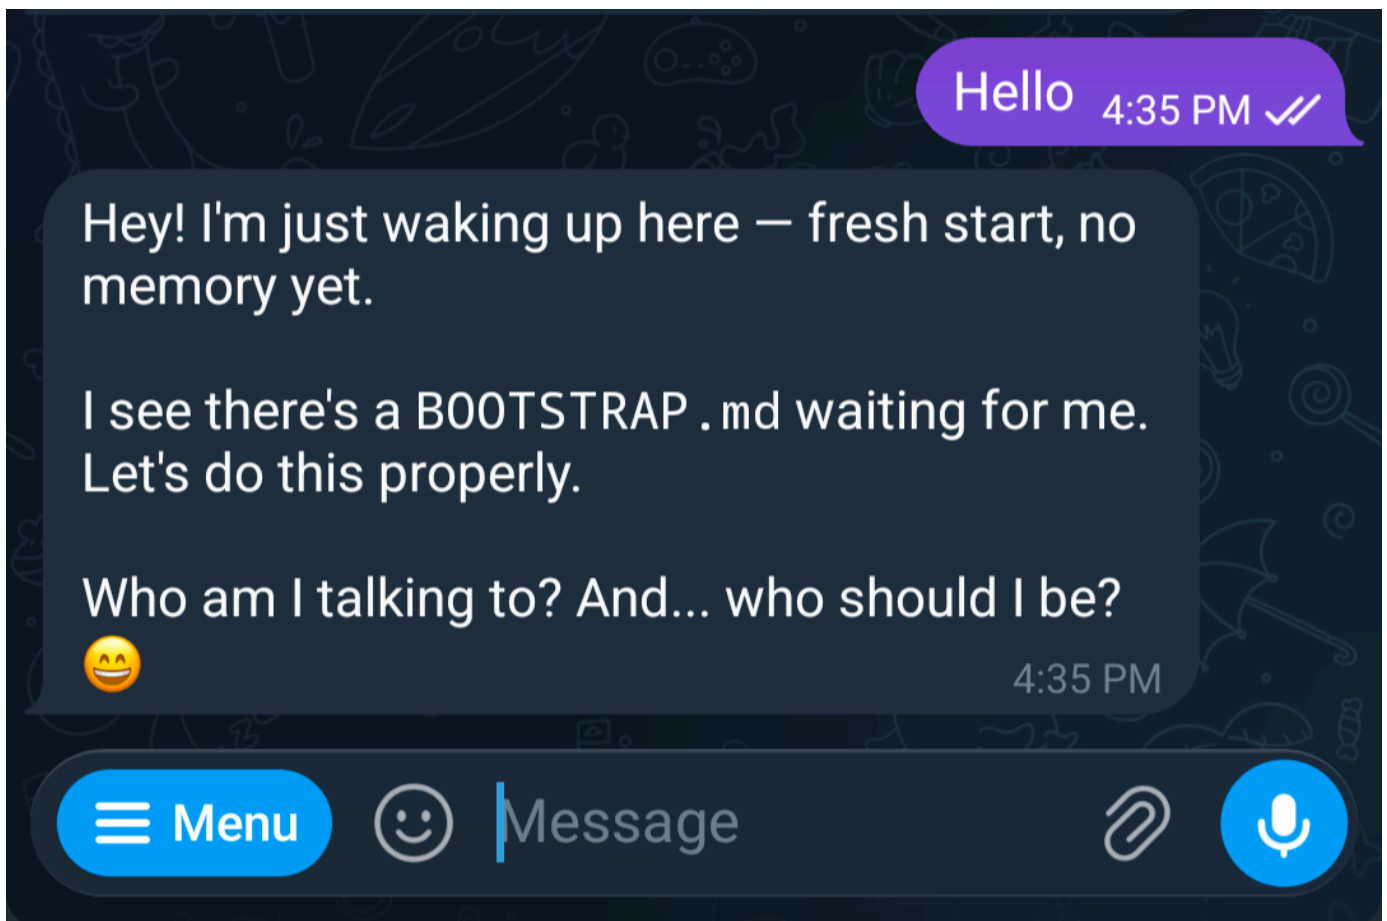 Hello 4:35 PM
Hey! I'm just waking up here — fresh start, no
memory yet.
I see there's a BOOTSTRAP.md waiting for me.
Let's do this properly.
Who am I talking to? And... who should I be?
😄
4:35 PM
Menu
Message